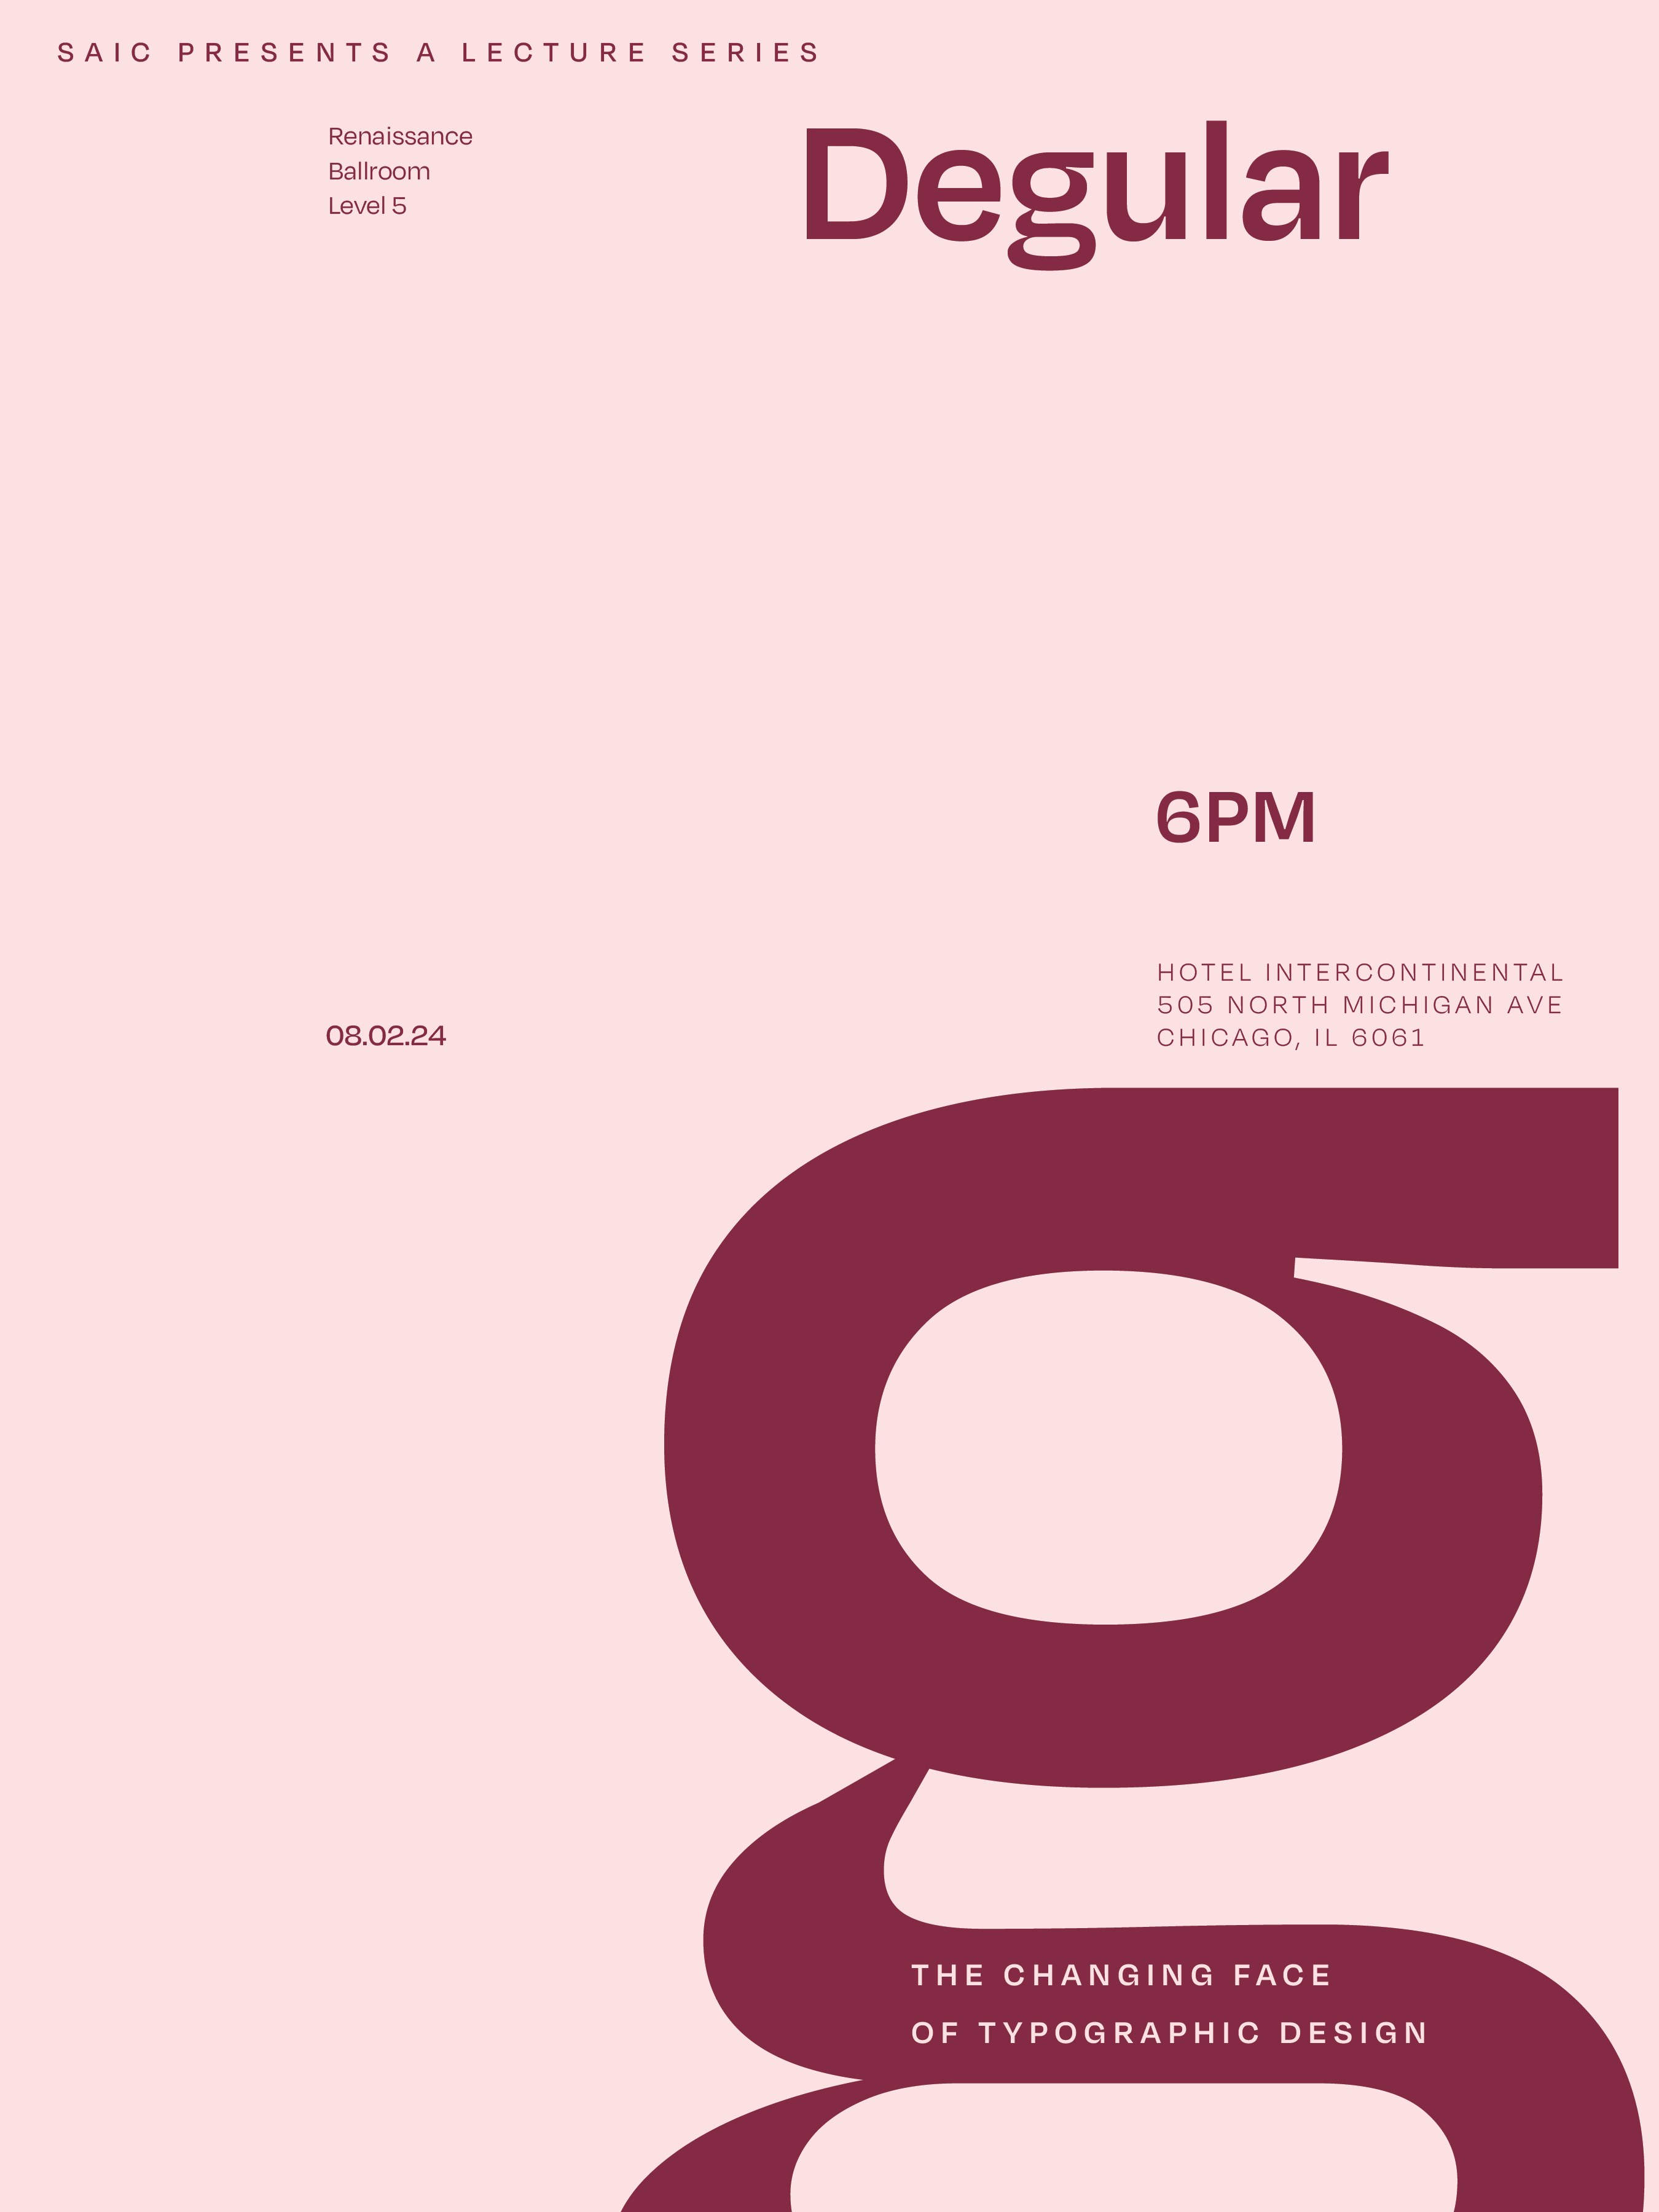 SAIC PRESENTS A LECTURE SERIES
Renaissance
Ballroom
Level 5
Degular
6PM
HOTEL INTERCONTINENTAL
505 NORTH MICHIGAN AVE
CHICAGO, IL 6061
08.02.24
g
THE CHANGING FACE
OF TYPOGRAPHIC DESIGN